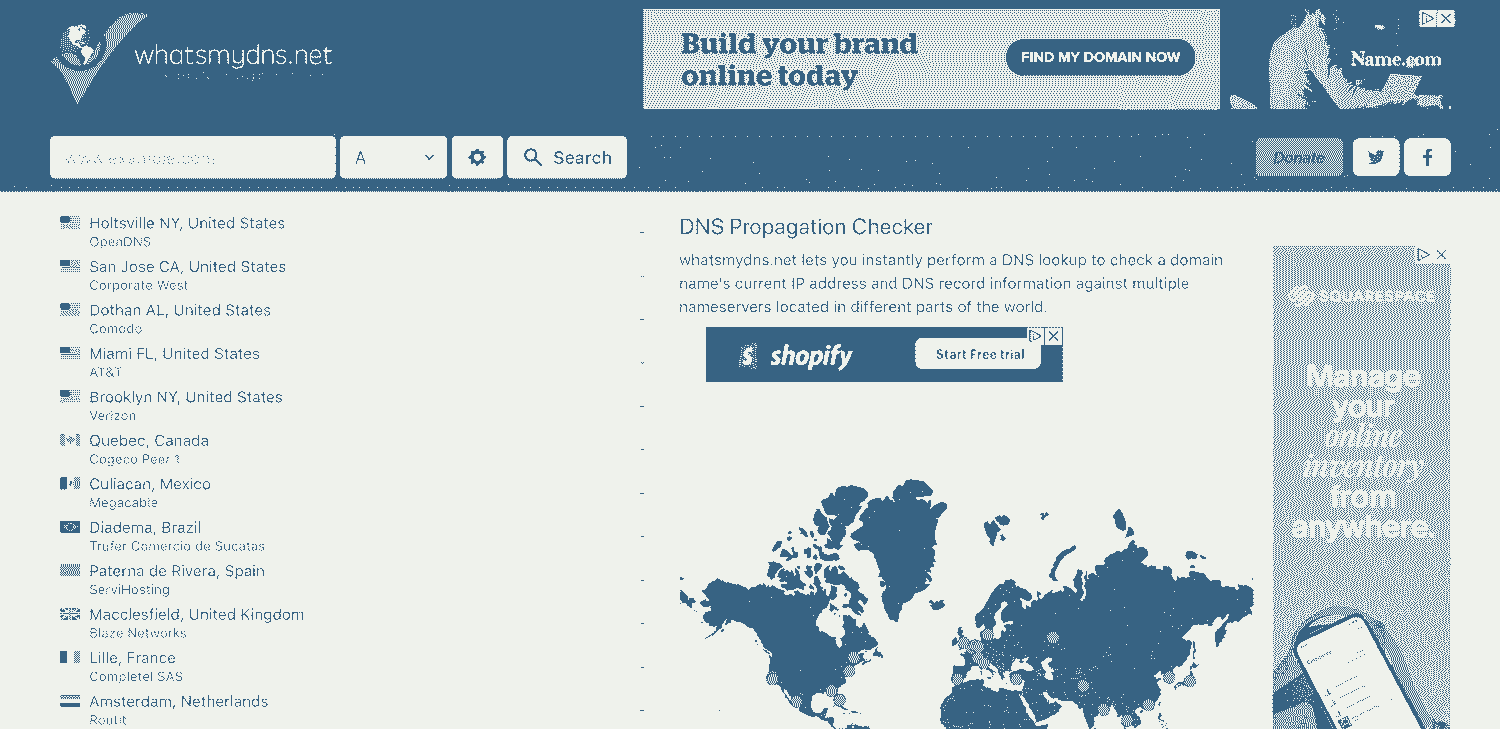 whatsmydns.net
Build your brand
online today
FIND MY DOMAIN NOW
Name.com
www.example.com
A
Search
Donate
Holtsville NY, United States
OpenDNS
San Jose CA, United States
Corporate West
Dothan AL, United States
Comodo
Miami FL, United States
AT&T
Brooklyn NY, United States
Verizon
Quebec, Canada
Cogeco Peer 1
Culiacan, Mexico
Megacable
Diadema, Brazil
Trufer Comercio de Sucatas
Paterna de Rivera, Spain
ServiHosting
Macclesfield, United Kingdom
Blaze Networks
Lille, France
Completel SAS
Amsterdam, Netherlands
Routit
DNS Propagation Checker
whatsmydns.net lets you instantly perform a DNS lookup to check a domain
name's current IP address and DNS record information against multiple
nameservers located in different parts of the world.
shopify
Start Free trial
SQUARESPACE
Manage
your
online
inventory
from
anywhere.